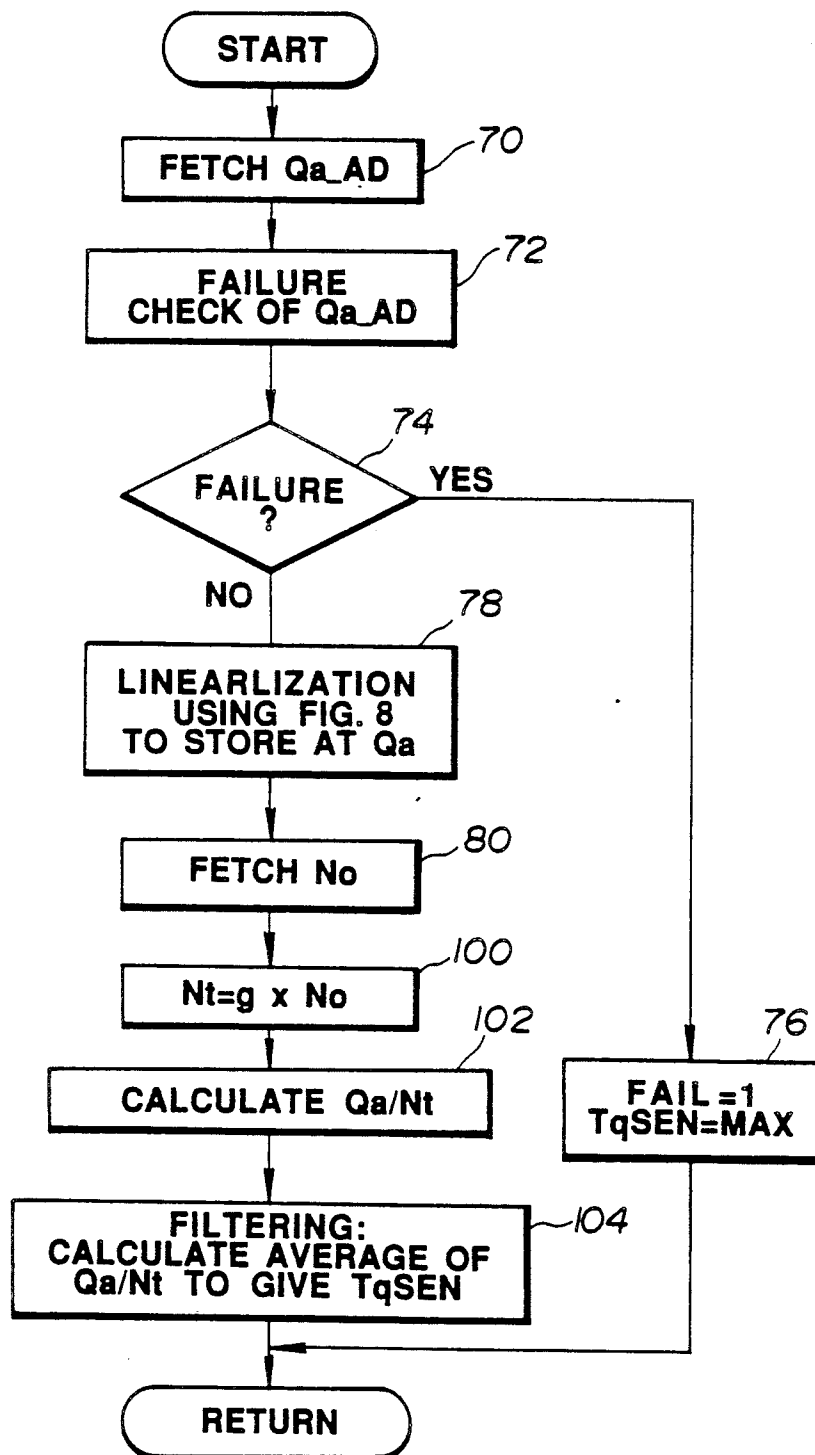 START
70
FETCH Qa_AD
72
FAILURE
CHECK OF Qa_AD
74
FAILURE
?
YES
NO
78
LINEARLIZATION
USING FIG. 8
TO STORE AT Qa
80
FETCH No
100
Nt=g x No
102
CALCULATE Qa/Nt
76
FAIL=1
TqSEN=MAX
104
FILTERING:
CALCULATE AVERAGE OF
Qa/Nt TO GIVE TqSEN
RETURN